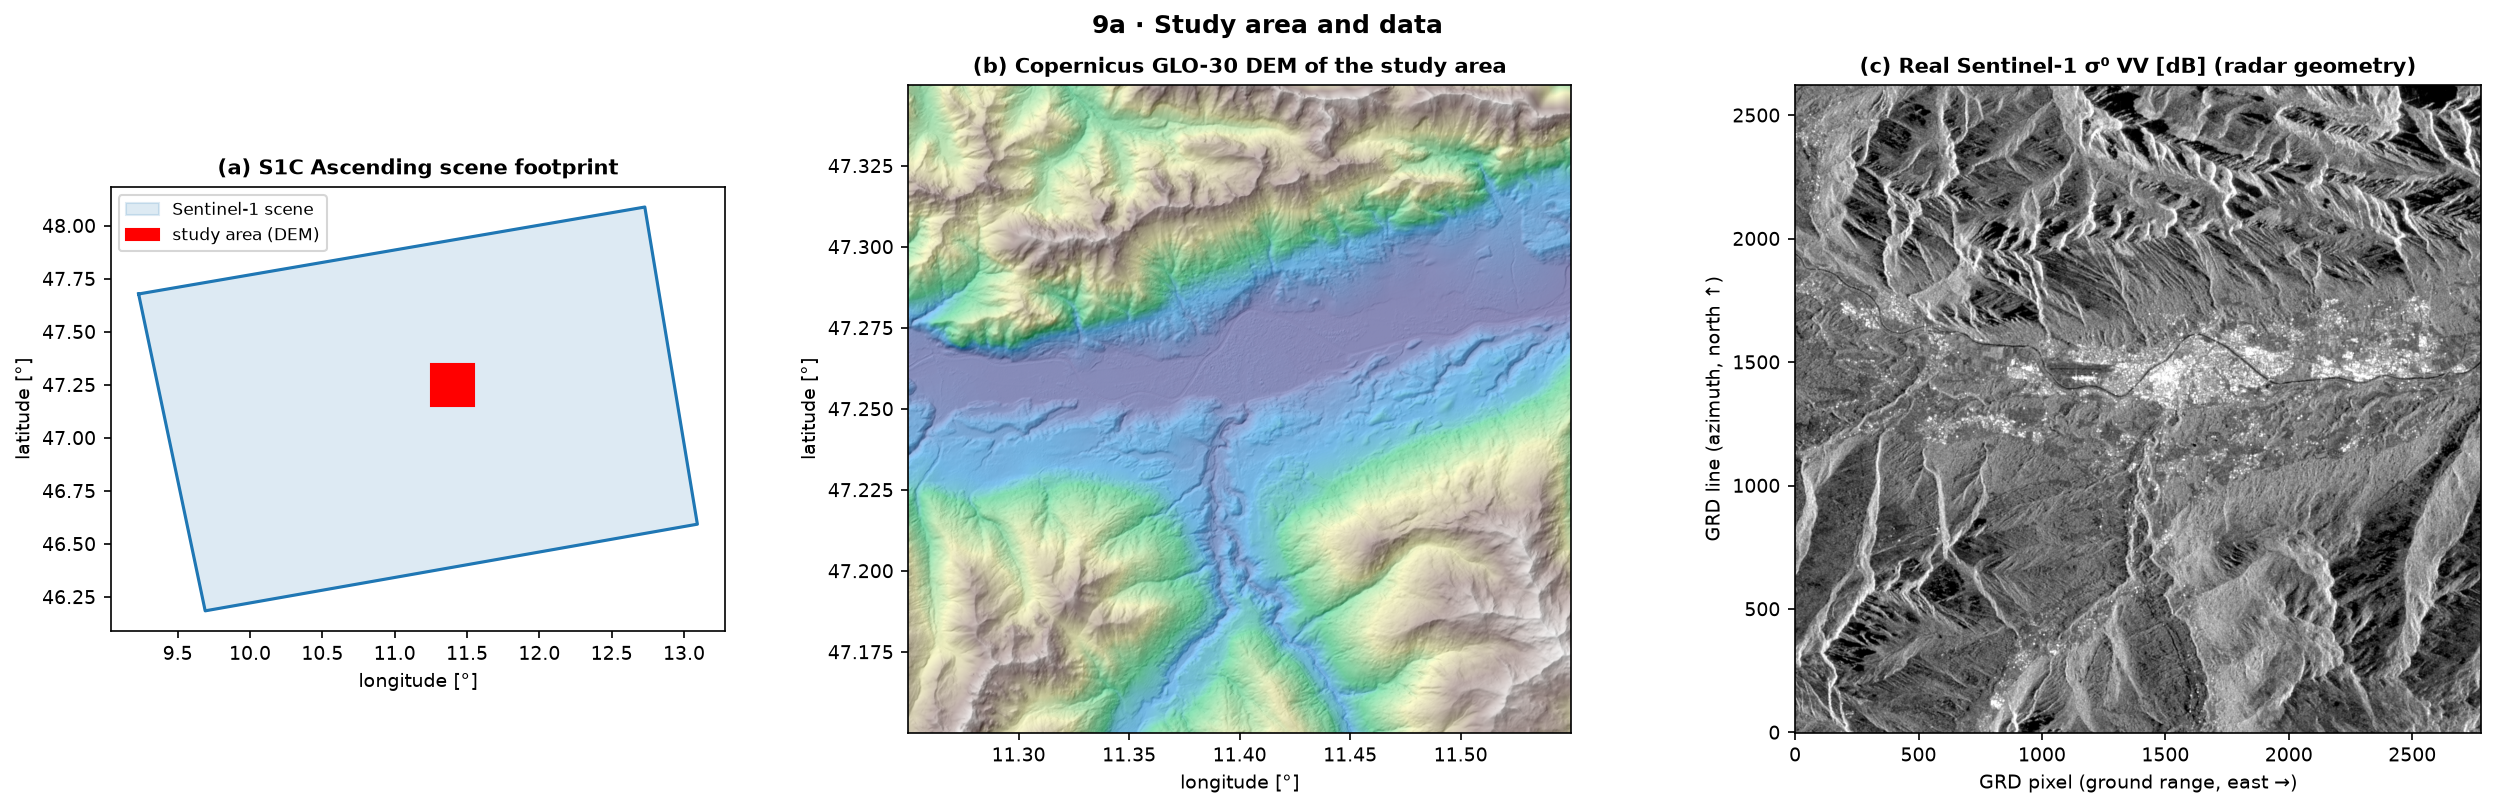 9a · Study area and data
(a) S1C Ascending scene footprint
Sentinel-1 scene
study area (DEM)
48.00
47.75
47.50
47.25
47.00
46.75
46.50
46.25
latitude [°]
9.5 10.0 10.5 11.0 11.5 12.0 12.5 13.0
longitude [°]
(b) Copernicus GLO-30 DEM of the study area
47.325
47.300
47.275
47.250
47.225
47.200
47.175
latitude [°]
11.30 11.35 11.40 11.45 11.50
longitude [°]
(c) Real Sentinel-1 σ⁰ VV [dB] (radar geometry)
2500
2000
1500
1000
500
0
GRD line (azimuth, north ↑)
0 500 1000 1500 2000 2500
GRD pixel (ground range, east →)